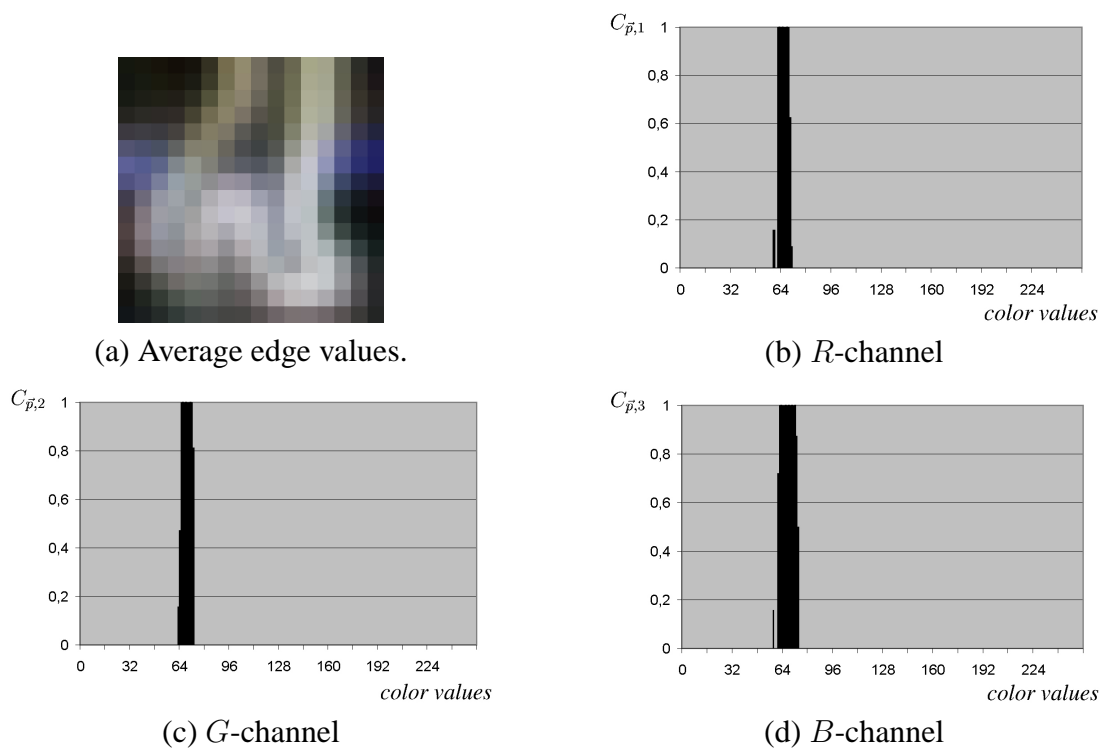 C_{\vec{p},1}
1
0,8
0,6
0,4
0,2
0
0 32 64 96 128 160 192 224
color values
(a) Average edge values.
(b) R-channel
C_{\vec{p},2}
1
0,8
0,6
0,4
0,2
0
0 32 64 96 128 160 192 224
color values
(c) G-channel
C_{\vec{p},3}
1
0,8
0,6
0,4
0,2
0
0 32 64 96 128 160 192 224
color values
(d) B-channel